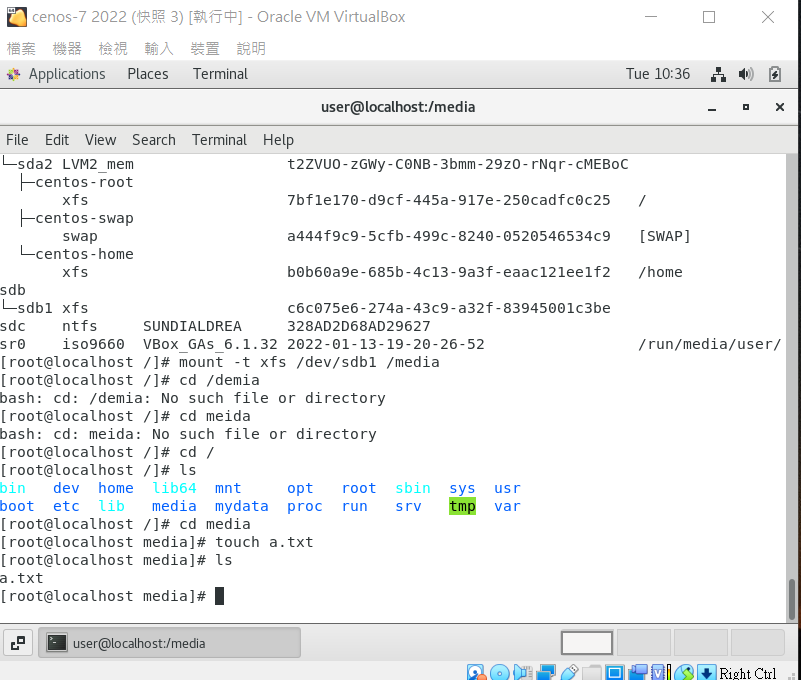 cenos-7 2022 (快照 3) [執行中] - Oracle VM VirtualBox
檔案 機器 檢視 輸入 裝置 說明
Applications Places Terminal Tue 10:36
user@localhost:/media
File Edit View Search Terminal Help
└─sda2 LVM2_mem t2ZVUO-zGWy-C0NB-3bmm-29zO-rNqr-cMEBoC
├─centos-root
xfs 7bf1e170-d9cf-445a-917e-250cadfc0c25 /
├─centos-swap
swap a444f9c9-5cfb-499c-8240-0520546534c9 [SWAP]
└─centos-home
xfs b0b60a9e-685b-4c13-9a3f-eaac121ee1f2 /home
sdb
└─sdb1 xfs c6c075e6-274a-43c9-a32f-83945001c3be
sdc ntfs SUNDIALDREA 328AD2D68AD29627
sr0 iso9660 VBox_GAs_6.1.32 2022-01-13-19-20-26-52 /run/media/user/
[root@localhost /]# mount -t xfs /dev/sdb1 /media
[root@localhost /]# cd /demia
bash: cd: /demia: No such file or directory
[root@localhost /]# cd meida
bash: cd: meida: No such file or directory
[root@localhost /]# cd /
[root@localhost /]# ls
bin dev home lib64 mnt opt root sbin sys usr
boot etc lib media mydata proc run srv tmp var
[root@localhost /]# cd media
[root@localhost media]# touch a.txt
[root@localhost media]# ls
a.txt
[root@localhost media]#
user@localhost:/media
Right Ctrl